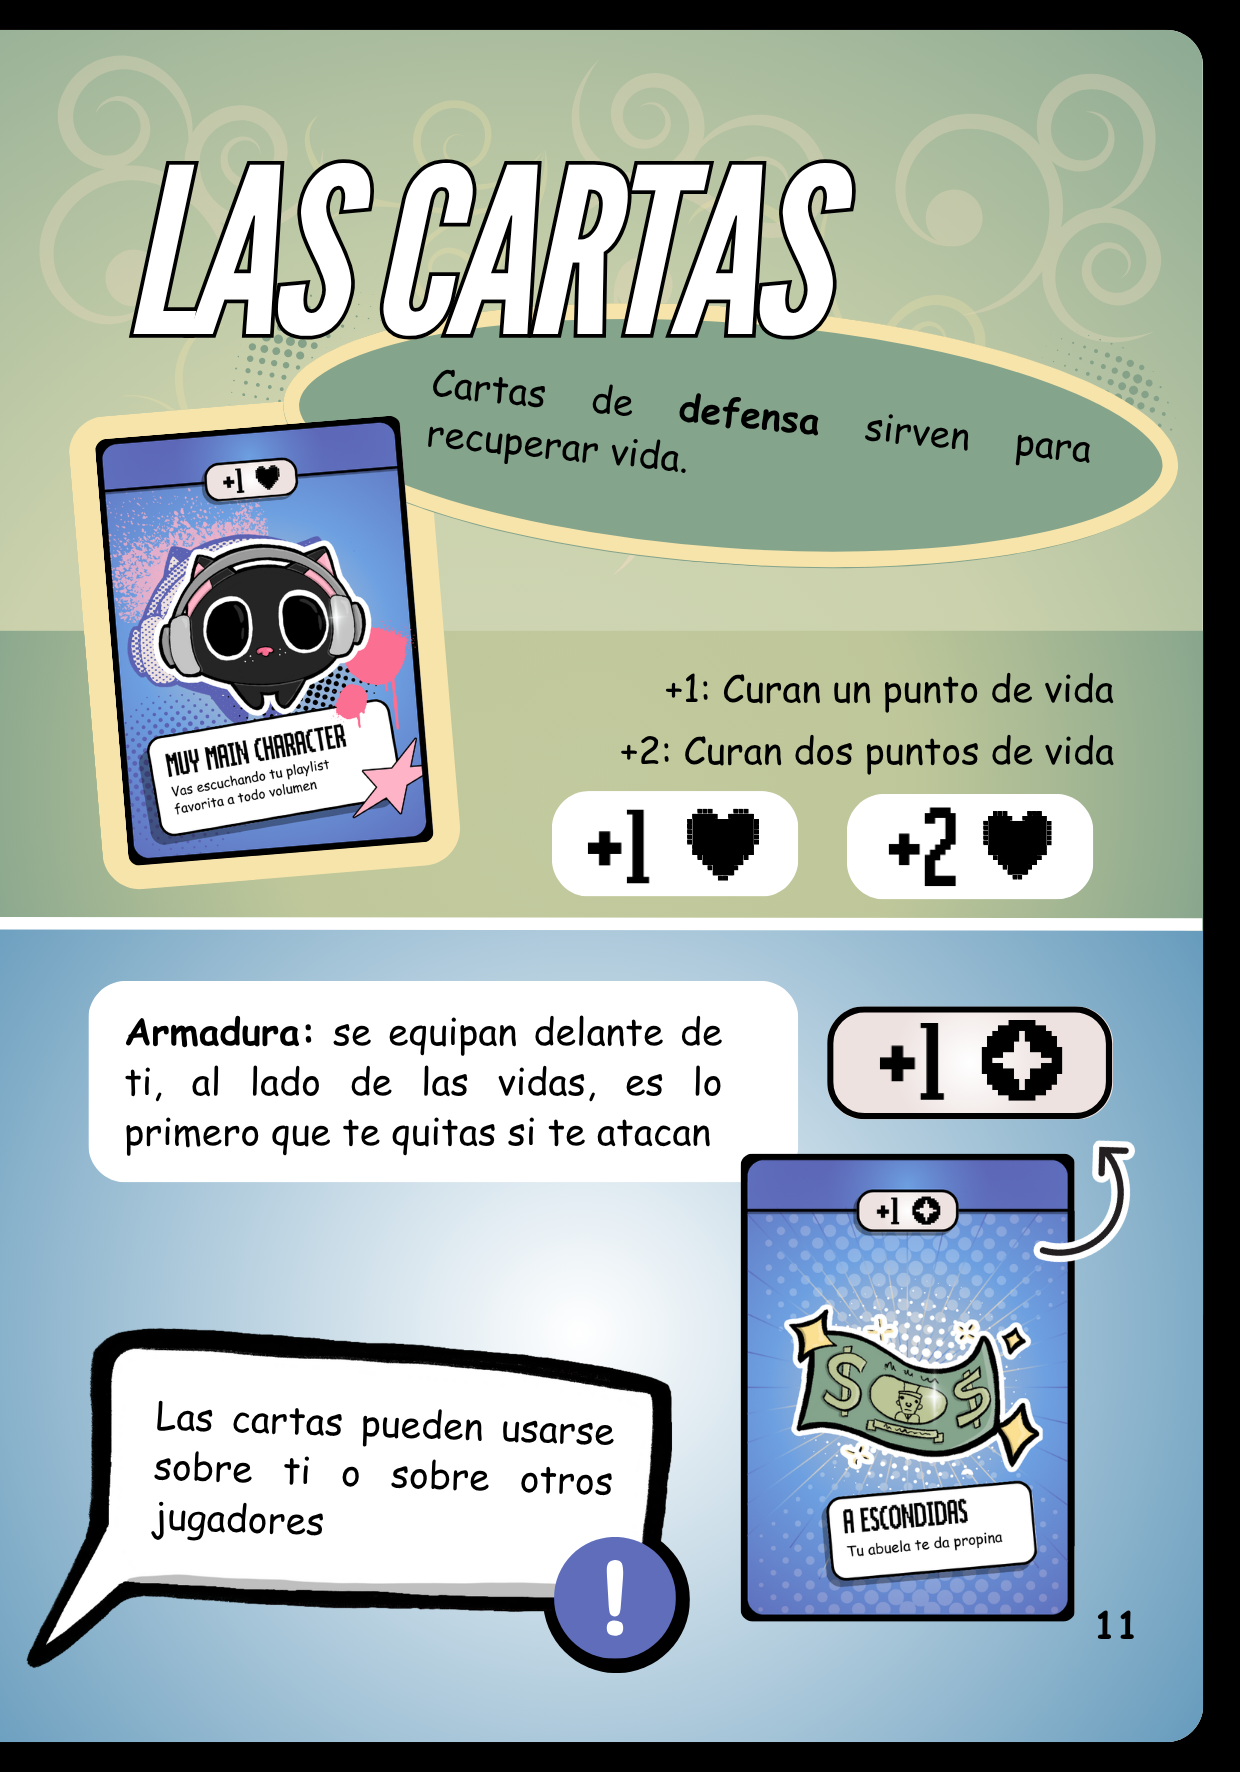 LAS CARTAS
Cartas de defensa sirven para
recuperar vida.
+1
MUY MAIN CHARACTER
Vas escuchando tu playlist
favorita a todo volumen
+1: Curan un punto de vida
+2: Curan dos puntos de vida
+1
+2
Armadura: se equipan delante de
ti, al lado de las vidas, es lo
primero que te quitas si te atacan
+1
+1
$ $
A ESCONDIDAS
Tu abuela te da propina
Las cartas pueden usarse
sobre ti o sobre otros
jugadores
!
11